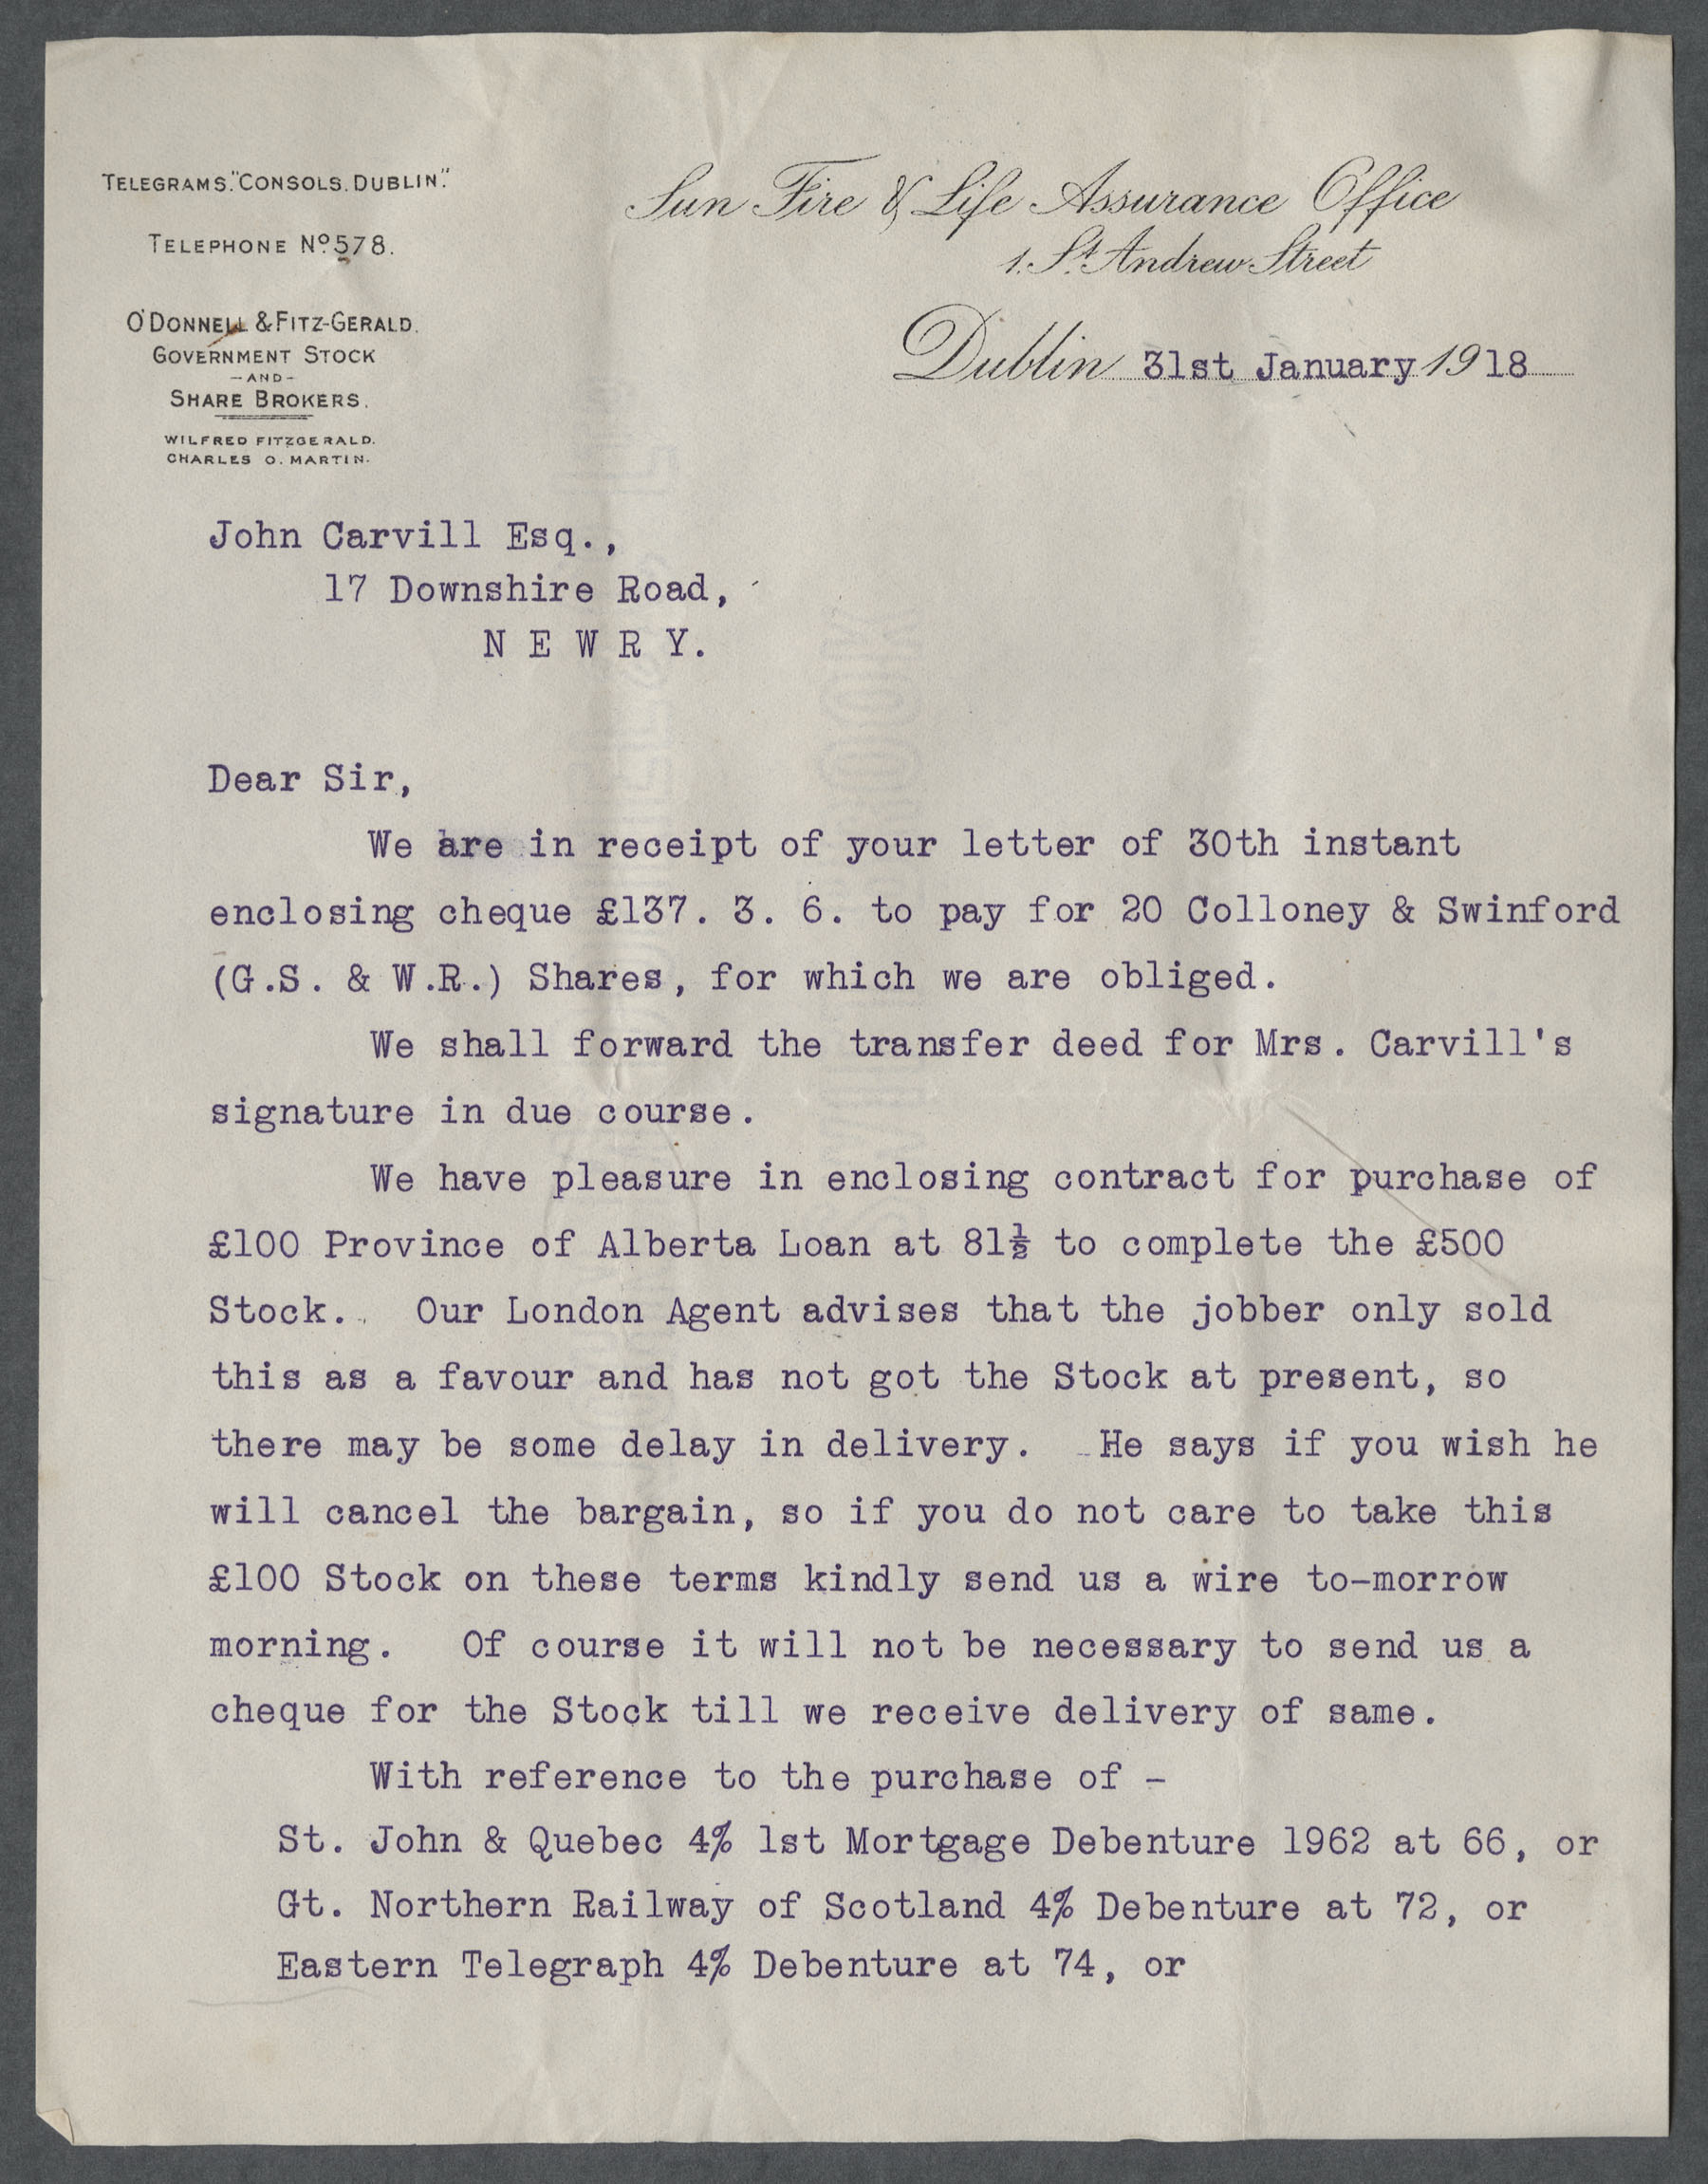 TELEGRAMS."CONSOLS. DUBLIN."
TELEPHONE Nº 578.
O'DONNELL & FITZ-GERALD.
GOVERNMENT STOCK
-AND-
SHARE BROKERS.
WILFRED FITZGERALD.
CHARLES O. MARTIN.
Sun Fire & Life Assurance Office
1. St. Andrew Street
Dublin 31st January 1918
John Carvill Esq.,
17 Downshire Road,
N E W R Y.
Dear Sir,
We are in receipt of your letter of 30th instant
enclosing cheque £137. 3. 6. to pay for 20 Colloney & Swinford
(G.S. & W.R.) Shares, for which we are obliged.
We shall forward the transfer deed for Mrs. Carvill's
signature in due course.
We have pleasure in enclosing contract for purchase of
£100 Province of Alberta Loan at 81½ to complete the £500
Stock. Our London Agent advises that the jobber only sold
this as a favour and has not got the Stock at present, so
there may be some delay in delivery. He says if you wish he
will cancel the bargain, so if you do not care to take this
£100 Stock on these terms kindly send us a wire to-morrow
morning. Of course it will not be necessary to send us a
cheque for the Stock till we receive delivery of same.
With reference to the purchase of -
St. John & Quebec 4% 1st Mortgage Debenture 1962 at 66, or
Gt. Northern Railway of Scotland 4% Debenture at 72, or
Eastern Telegraph 4% Debenture at 74, or